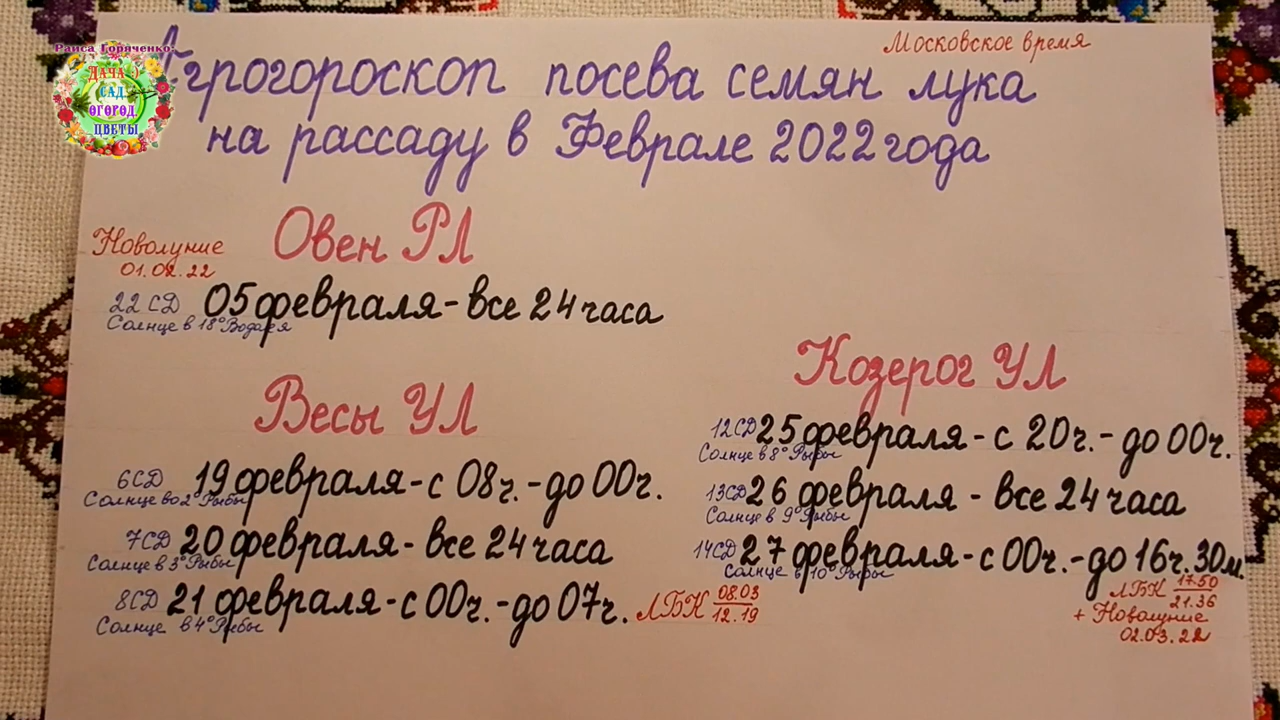 Раиса Горяченко:
Дача :)
сад,
огород,
цветы
Московское время
Агрогороскоп посева семян лука
на рассаду в Феврале 2022 года
Овен РЛ
Новолуние
01.02.22
22 СД 05 февраля - все 24 часа
Солнце в 18° Водолея
Весы УЛ
6 СД 19 февраля - с 08ч. - до 00ч.
Солнце во 2° Рыбы
7 СД 20 февраля - все 24 часа
Солнце в 3° Рыбы
8 СД 21 февраля - с 00ч. - до 07ч. ЛБК 08.03
12.19
Солнце в 4° Рыбы
Козерог УЛ
12 СД 25 февраля - с 20ч. - до 00ч.
Солнце в 8° Рыбы
13 СД 26 февраля - все 24 часа
Солнце в 9° Рыбы
14 СД 27 февраля - с 00ч. - до 16ч. 30м.
Солнце в 10° Рыбы
ЛБК 17.50
21.36
+ Новолуние
02.03.22